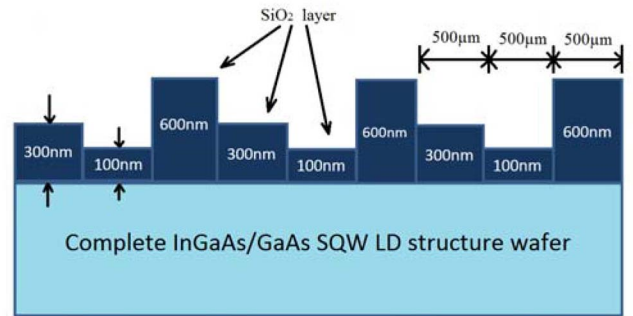 SiO₂ layer
500µm 500µm 500µm
300nm 100nm 600nm 300nm 100nm 600nm 300nm 100nm 600nm
Complete InGaAs/GaAs SQW LD structure wafer